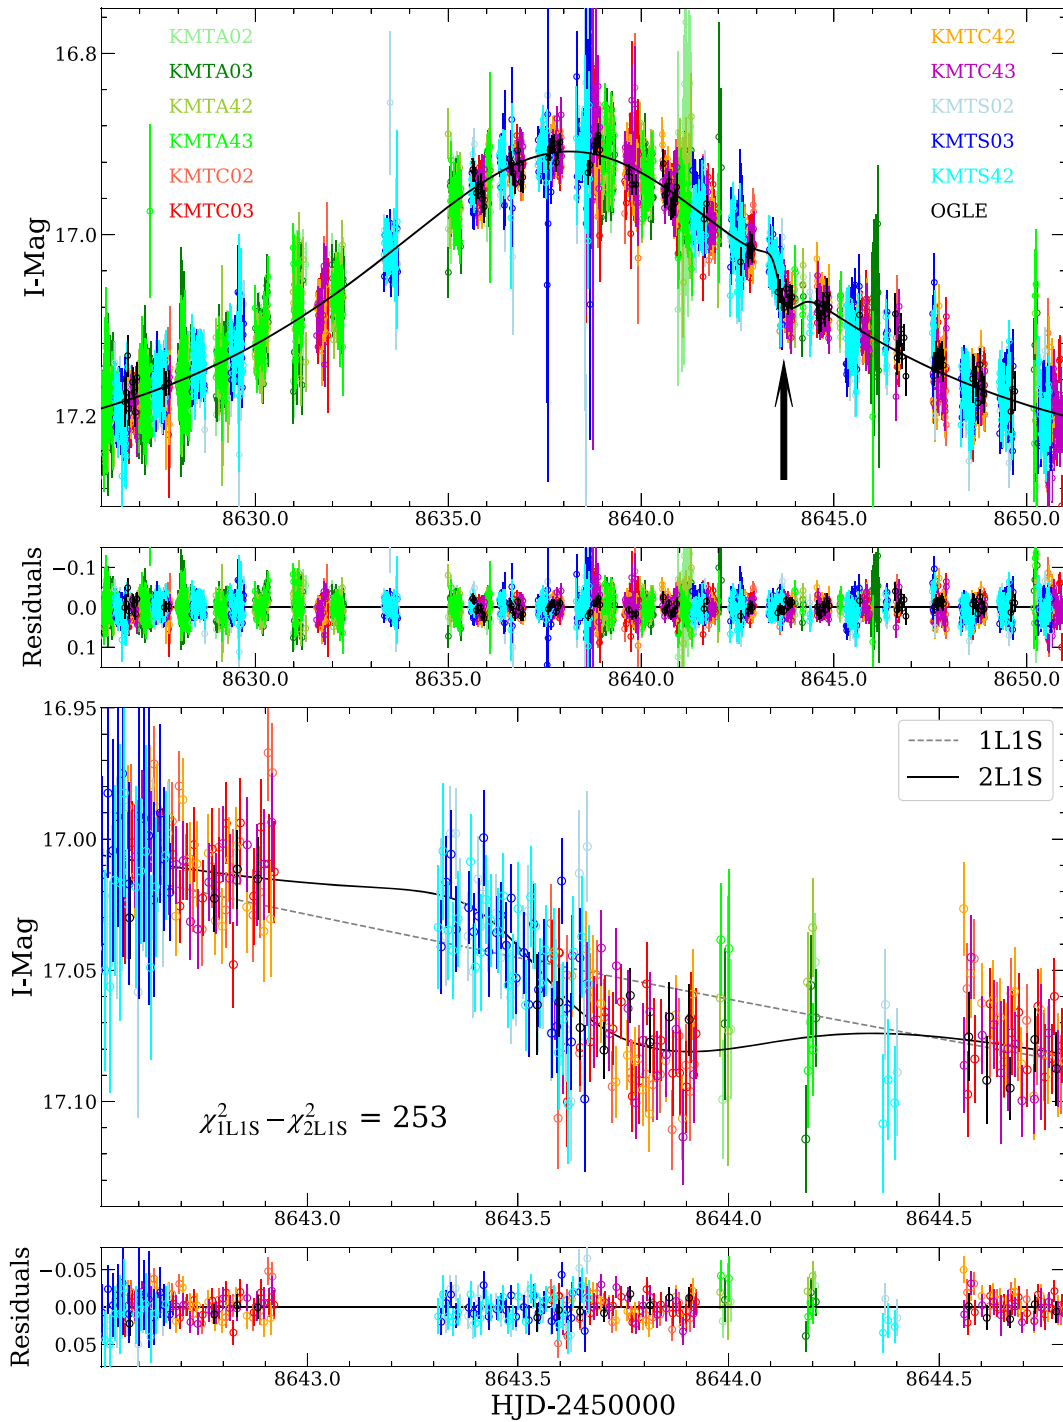 KMTA02
KMTA03
KMTA42
KMTA43
KMTC02
KMTC03
KMTC42
KMTC43
KMTS02
KMTS03
KMTS42
OGLE
I-Mag
16.8
17.0
17.2
8630.0 8635.0 8640.0 8645.0 8650.0
Residuals
−0.1
0.0
0.1
8630.0 8635.0 8640.0 8645.0 8650.0
I-Mag
16.95
17.00
17.05
17.10
1L1S
2L1S
χ²1L1S − χ²2L1S = 253
8643.0 8643.5 8644.0 8644.5
Residuals
−0.05
0.00
0.05
8643.0 8643.5 8644.0 8644.5
HJD-2450000